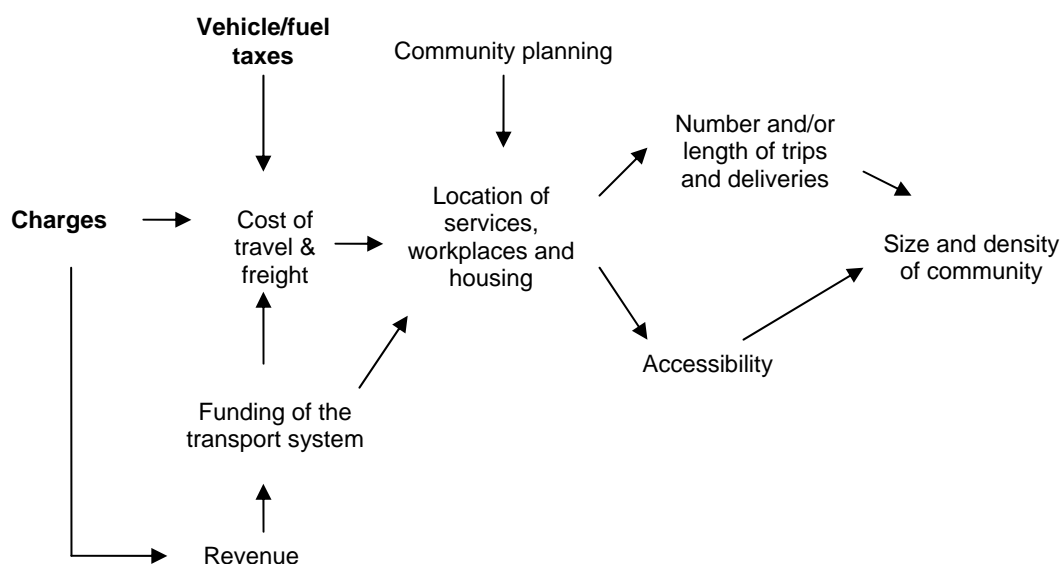 Vehicle/fuel
taxes
Community planning
Number and/or
length of trips
and deliveries
Charges
Cost of
travel &
freight
Location of
services,
workplaces and
housing
Size and density
of community
Accessibility
Funding of the
transport system
Revenue